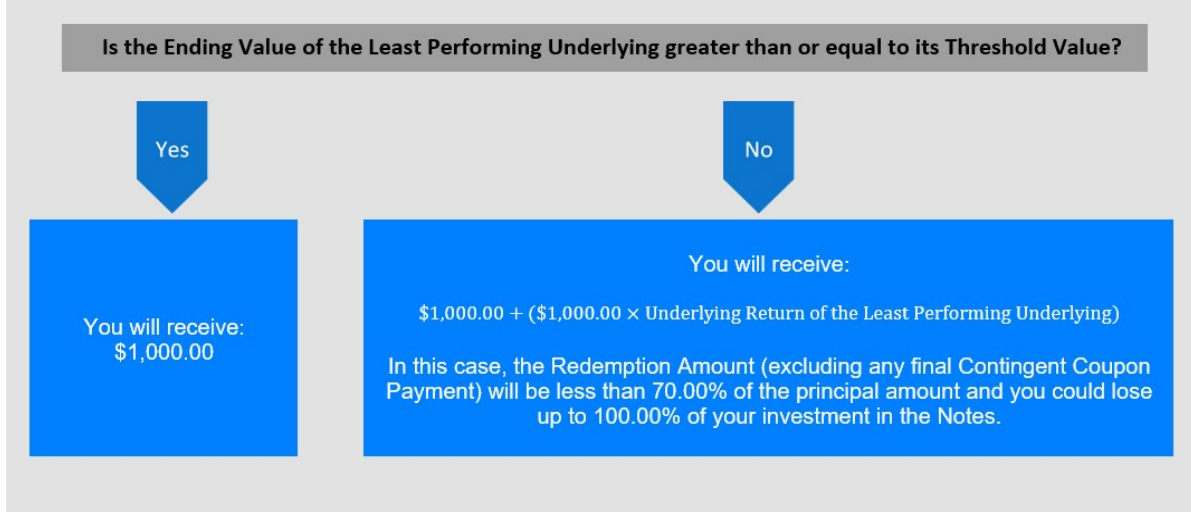 Is the Ending Value of the Least Performing Underlying greater than or equal to its Threshold Value?
Yes
No
You will receive:
$1,000.00
You will receive:
$1,000.00 + ($1,000.00 × Underlying Return of the Least Performing Underlying)
In this case, the Redemption Amount (excluding any final Contingent Coupon
Payment) will be less than 70.00% of the principal amount and you could lose
up to 100.00% of your investment in the Notes.